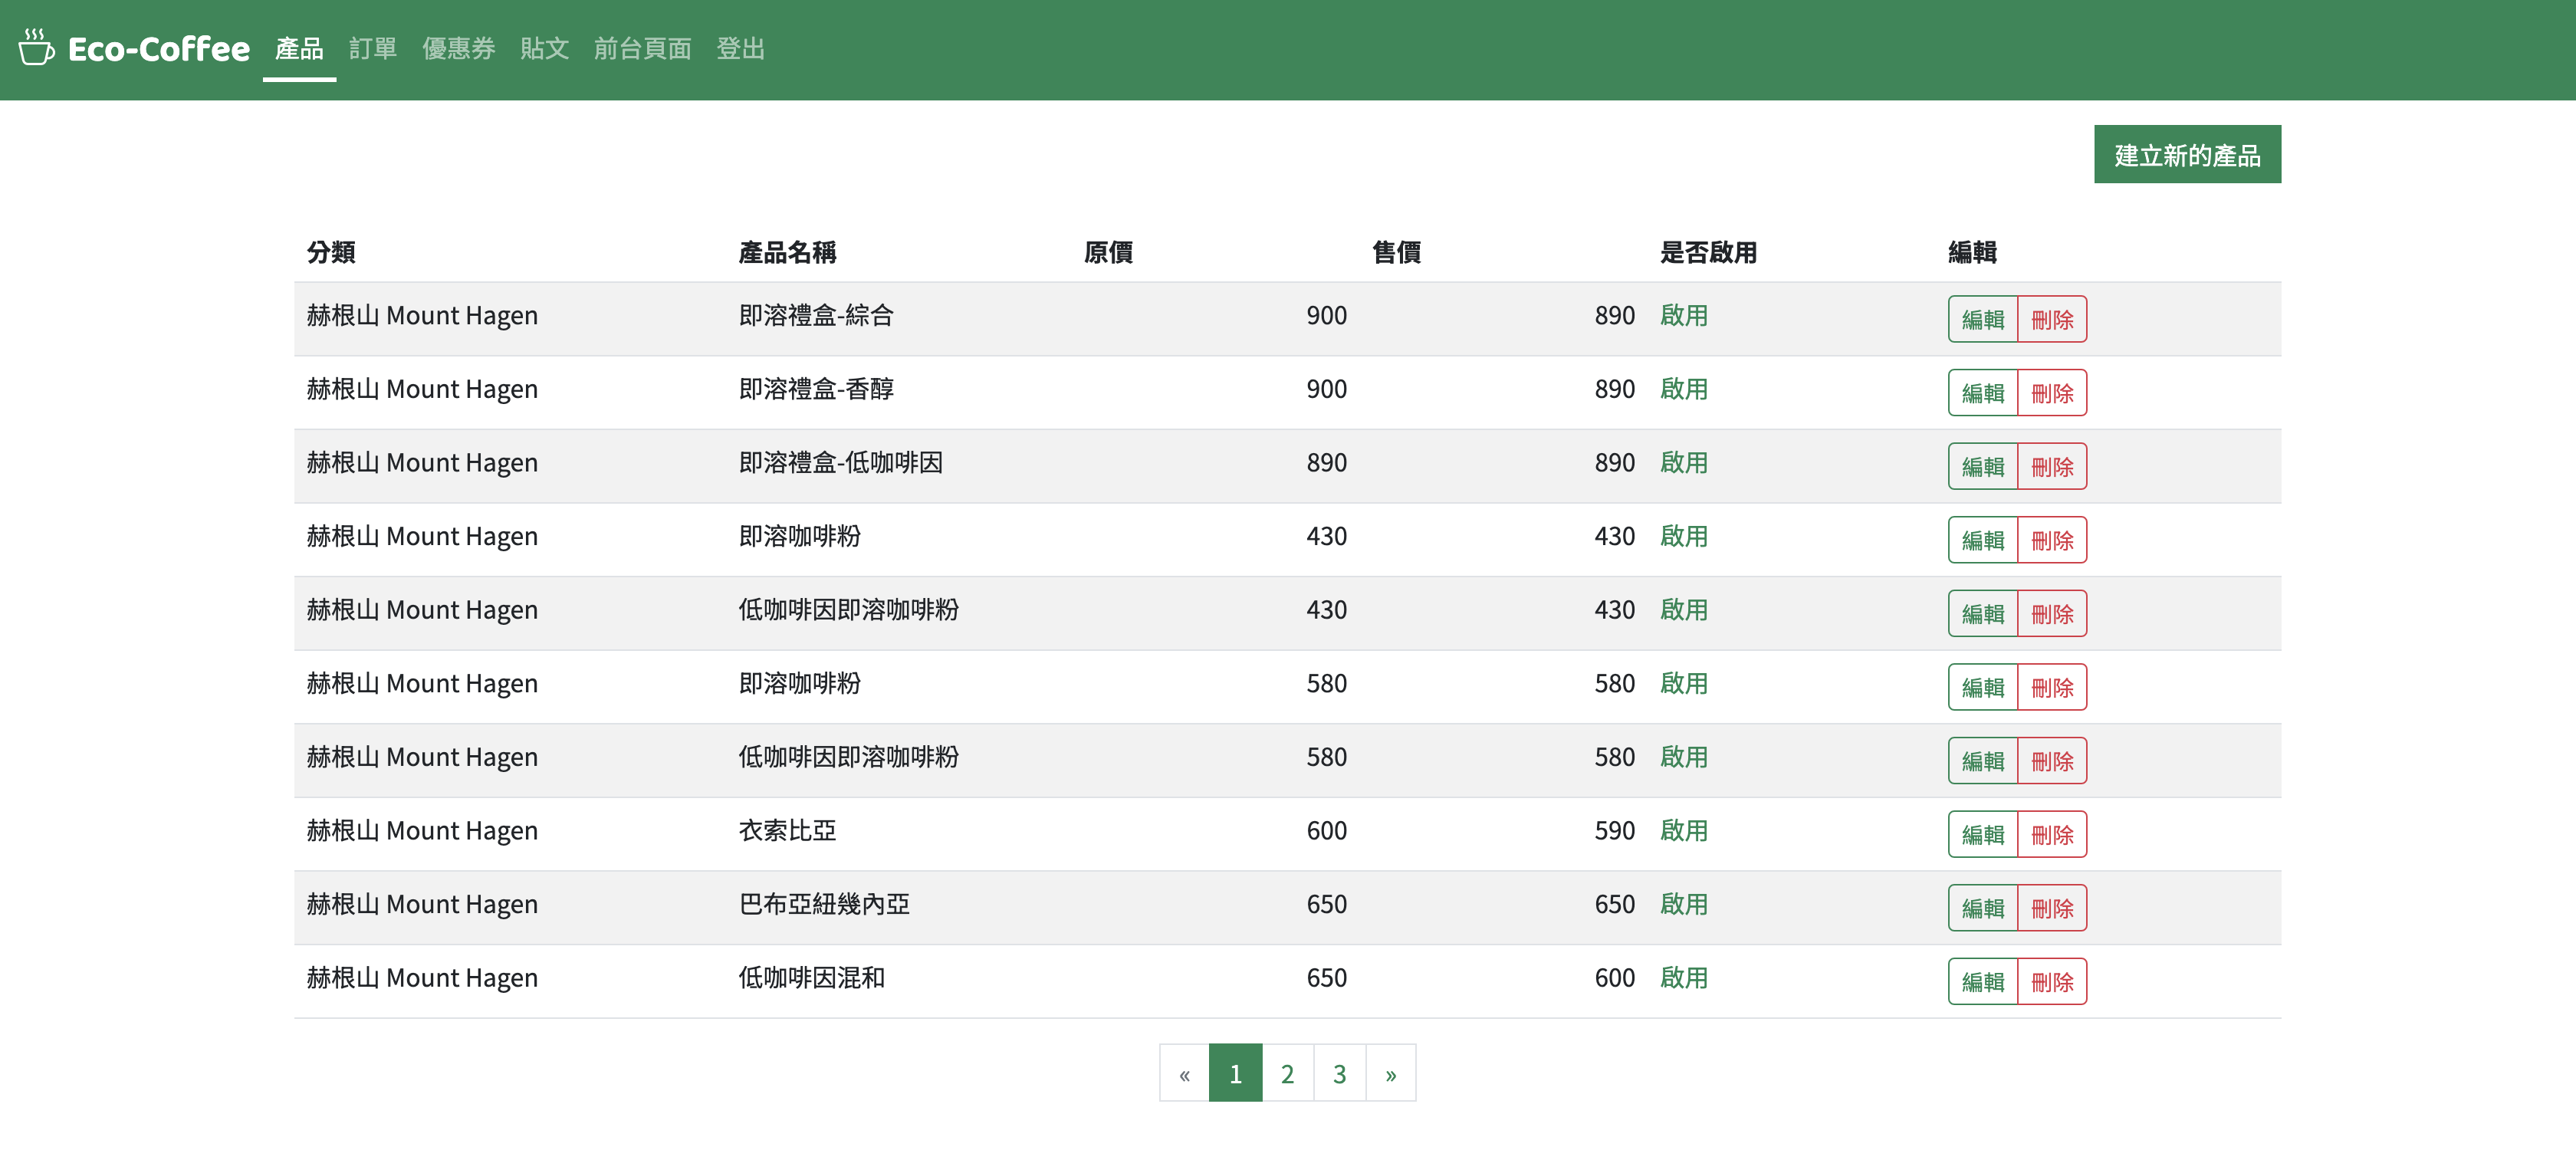 Eco-Coffee 產品 訂單 優惠券 貼文 前台頁面 登出
建立新的產品
分類 產品名稱 原價 售價 是否啟用 編輯
赫根山 Mount Hagen 即溶禮盒-綜合 900 890 啟用 編輯 刪除
赫根山 Mount Hagen 即溶禮盒-香醇 900 890 啟用 編輯 刪除
赫根山 Mount Hagen 即溶禮盒-低咖啡因 890 890 啟用 編輯 刪除
赫根山 Mount Hagen 即溶咖啡粉 430 430 啟用 編輯 刪除
赫根山 Mount Hagen 低咖啡因即溶咖啡粉 430 430 啟用 編輯 刪除
赫根山 Mount Hagen 即溶咖啡粉 580 580 啟用 編輯 刪除
赫根山 Mount Hagen 低咖啡因即溶咖啡粉 580 580 啟用 編輯 刪除
赫根山 Mount Hagen 衣索比亞 600 590 啟用 編輯 刪除
赫根山 Mount Hagen 巴布亞紐幾內亞 650 650 啟用 編輯 刪除
赫根山 Mount Hagen 低咖啡因混和 650 600 啟用 編輯 刪除
« 1 2 3 »